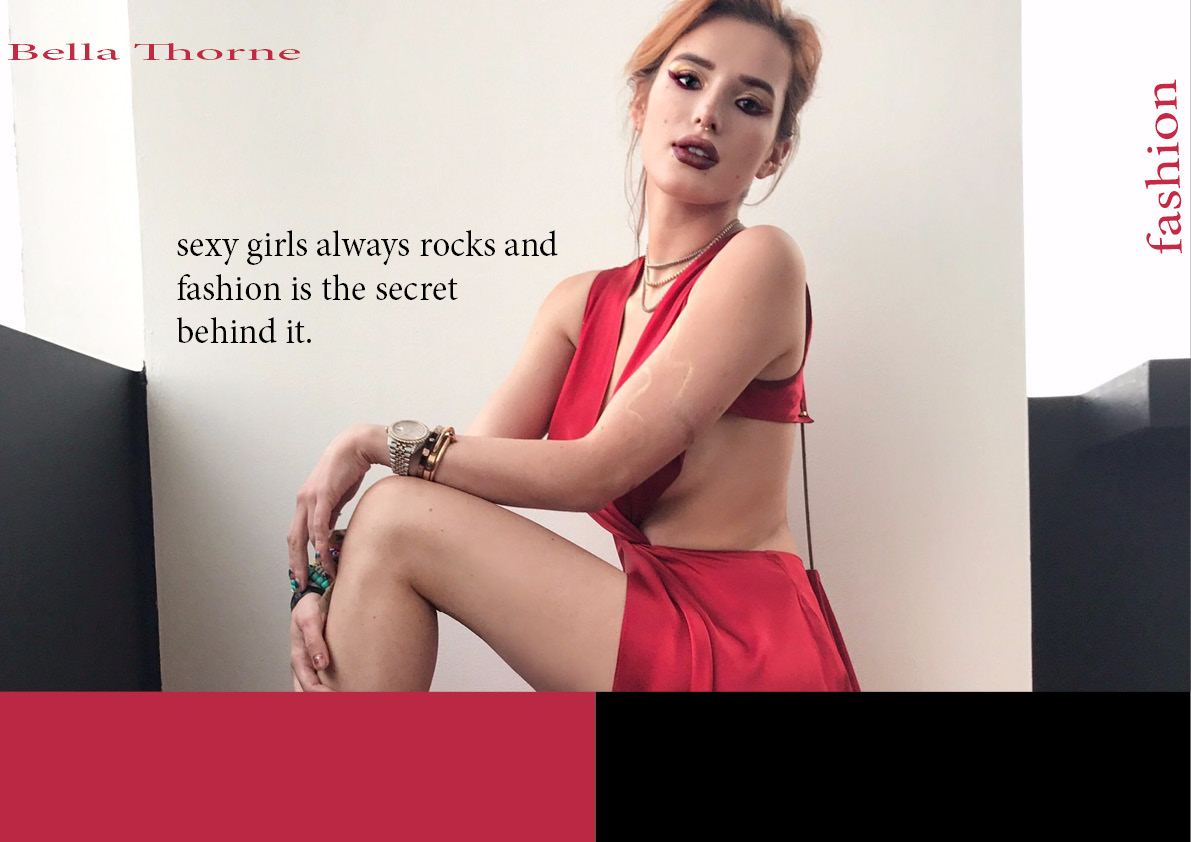 Bella Thorne
fashion
sexy girls always rocks and
fashion is the secret
behind it.